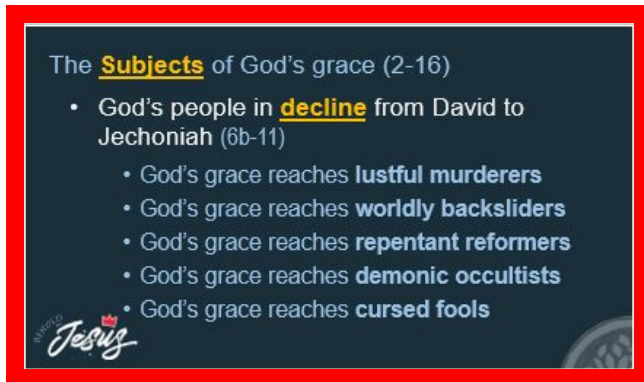 The Subjects of God's grace (2-16)
• God's people in decline from David to
Jechoniah (6b-11)
• God's grace reaches lustful murderers
• God's grace reaches worldly backsliders
• God's grace reaches repentant reformers
• God's grace reaches demonic occultists
• God's grace reaches cursed fools
BEHOLD
Jesus